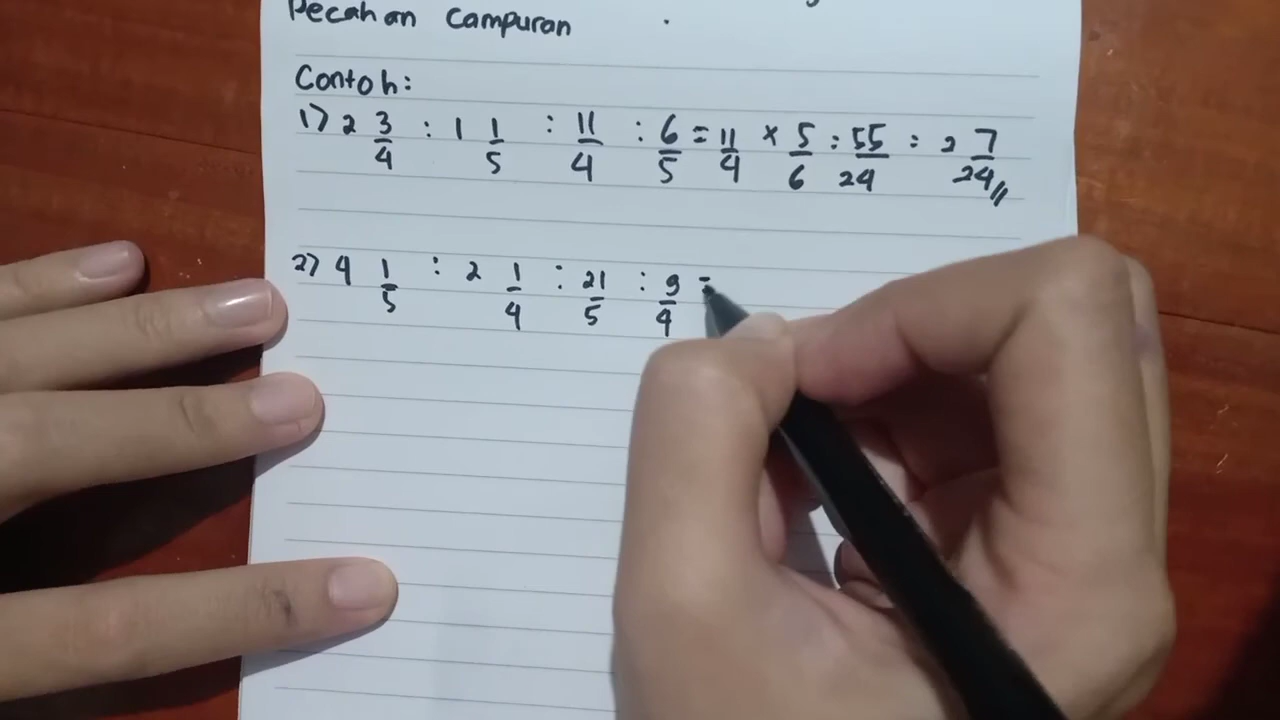 Pecahan Campuran
Contoh:
1) 2 3/4 : 1 1/5 : 11/4 : 6/5 = 11/4 x 5/6 : 55/24 : 2 7/24 //
2) 4 1/5 : 2 1/4 : 21/5 : 9/4 =